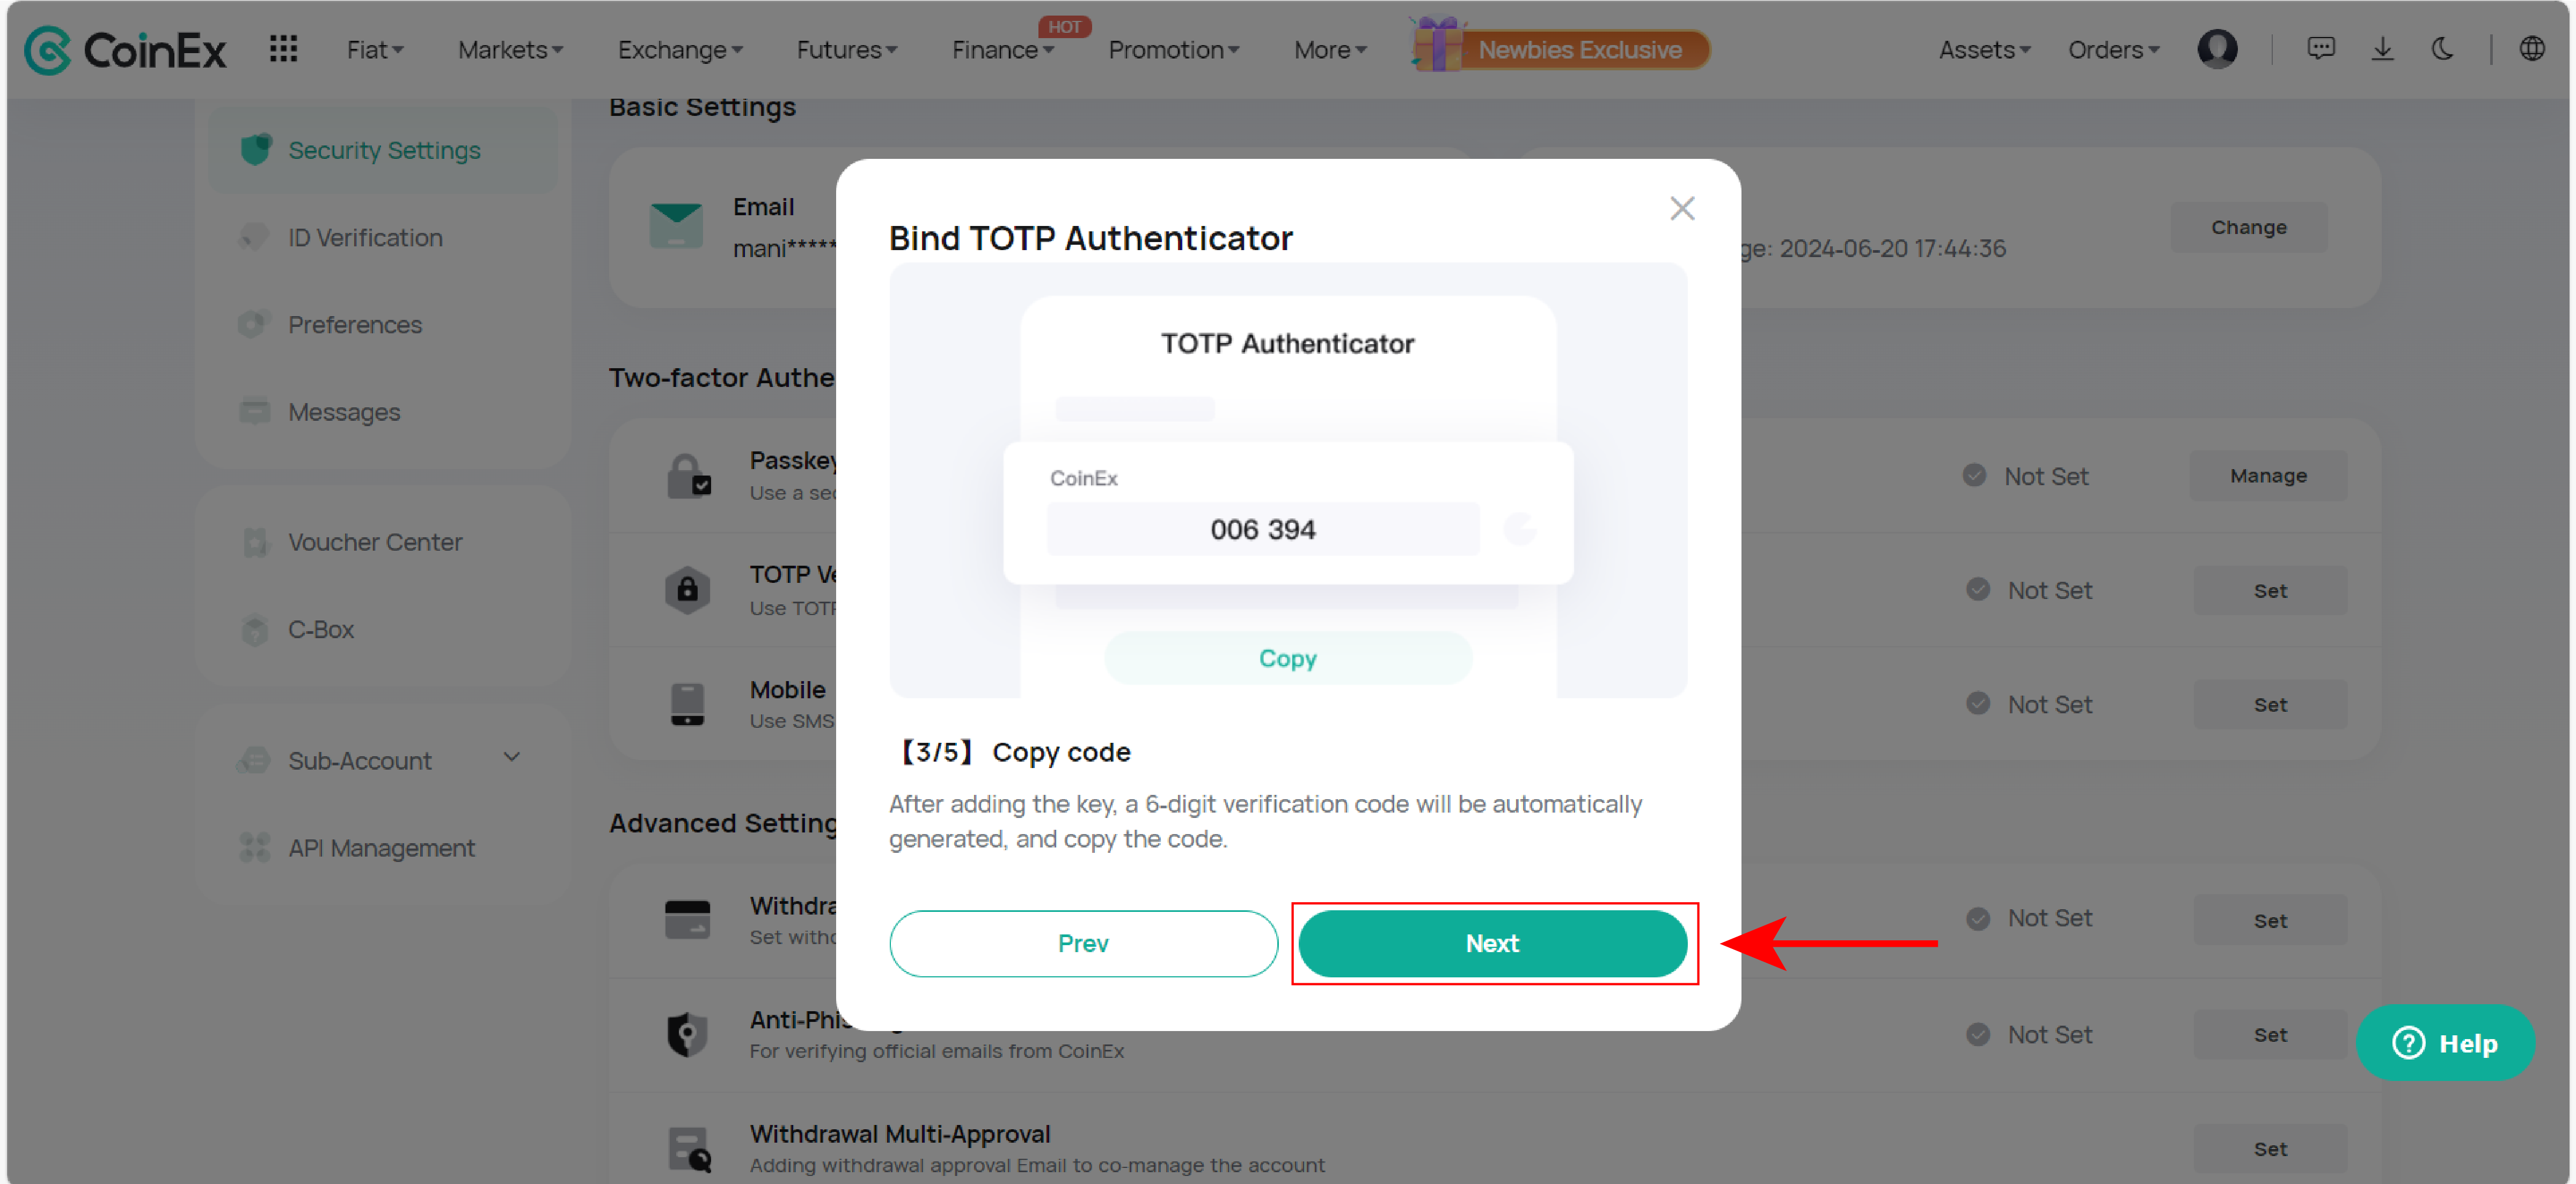 CoinEx Fiat Markets Exchange Futures Finance HOT Promotion More Newbies Exclusive Assets Orders
Basic Settings
Security Settings
ID Verification
Preferences
Messages
Voucher Center
C-Box
Sub-Account
API Management
Email
mani*****
ge: 2024-06-20 17:44:36
Change
Two-factor Authe
Passkey
Use a sec
Not Set
Manage
TOTP Ve
Use TOTP
Not Set
Set
Mobile
Use SMS
Not Set
Set
Advanced Setting
Withdra
Set withd
Not Set
Set
Anti-Phishing
For verifying official emails from CoinEx
Not Set
Set
Withdrawal Multi-Approval
Adding withdrawal approval Email to co-manage the account
Set
Bind TOTP Authenticator
TOTP Authenticator
CoinEx
006 394
Copy
【3/5】 Copy code
After adding the key, a 6-digit verification code will be automatically
generated, and copy the code.
Prev
Next
Help